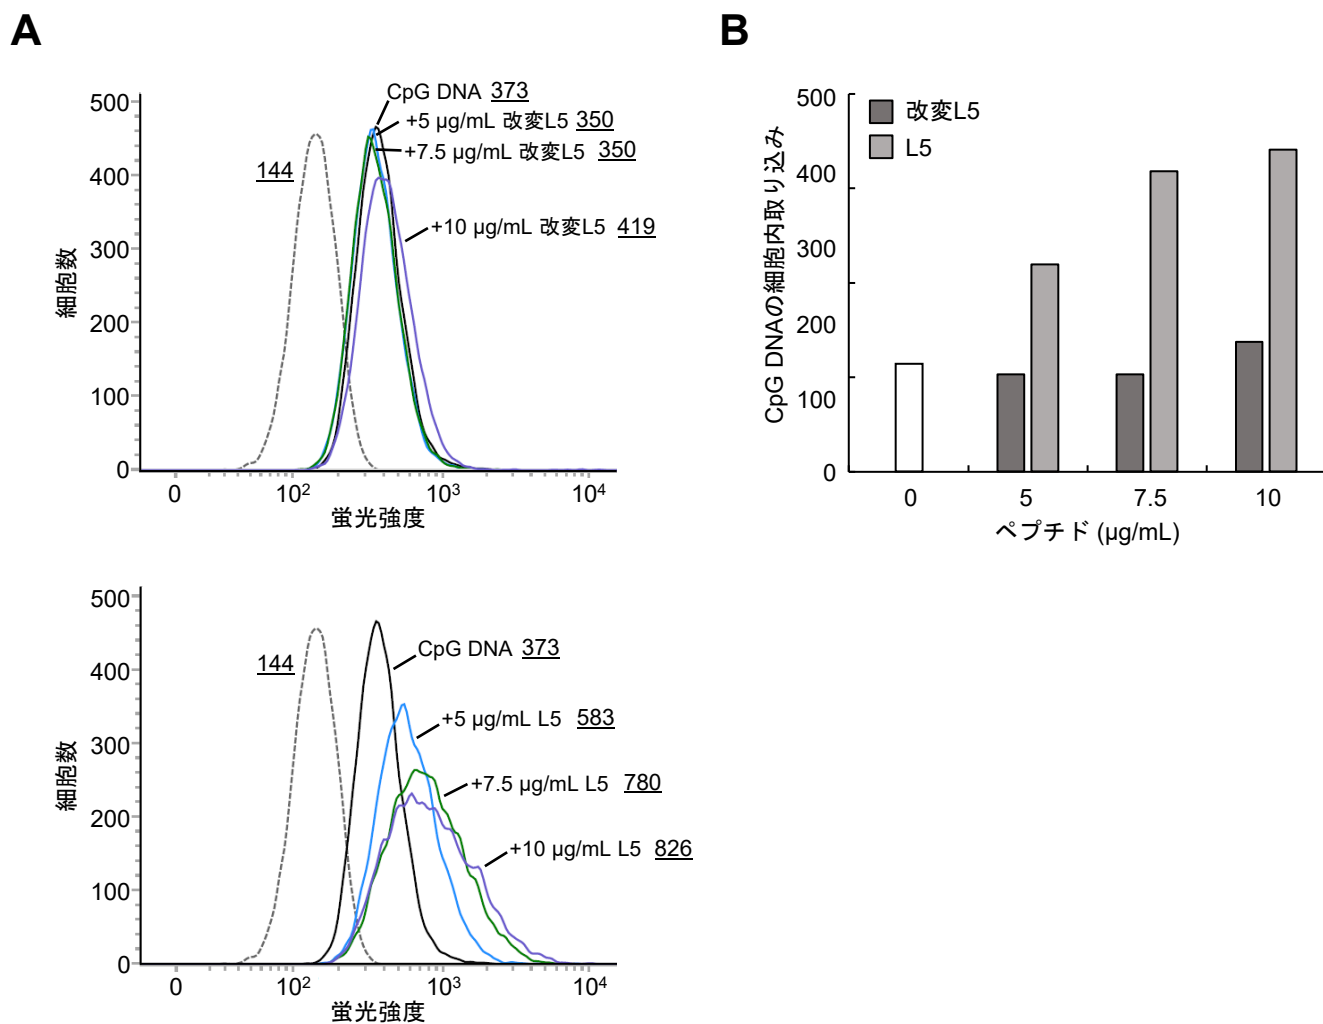 A
500
400
300
200
100
0
細胞数
144
CpG DNA 373
+5 µg/mL 改変L5 350
+7.5 µg/mL 改変L5 350
+10 µg/mL 改変L5 419
0 10² 10³ 10⁴
蛍光強度
500
400
300
200
100
0
細胞数
144
CpG DNA 373
+5 µg/mL L5 583
+7.5 µg/mL L5 780
+10 µg/mL L5 826
0 10² 10³ 10⁴
蛍光強度
B
CpG DNAの細胞内取り込み
500
400
300
200
100
0
改変L5
L5
0 5 7.5 10
ペプチド (µg/mL)